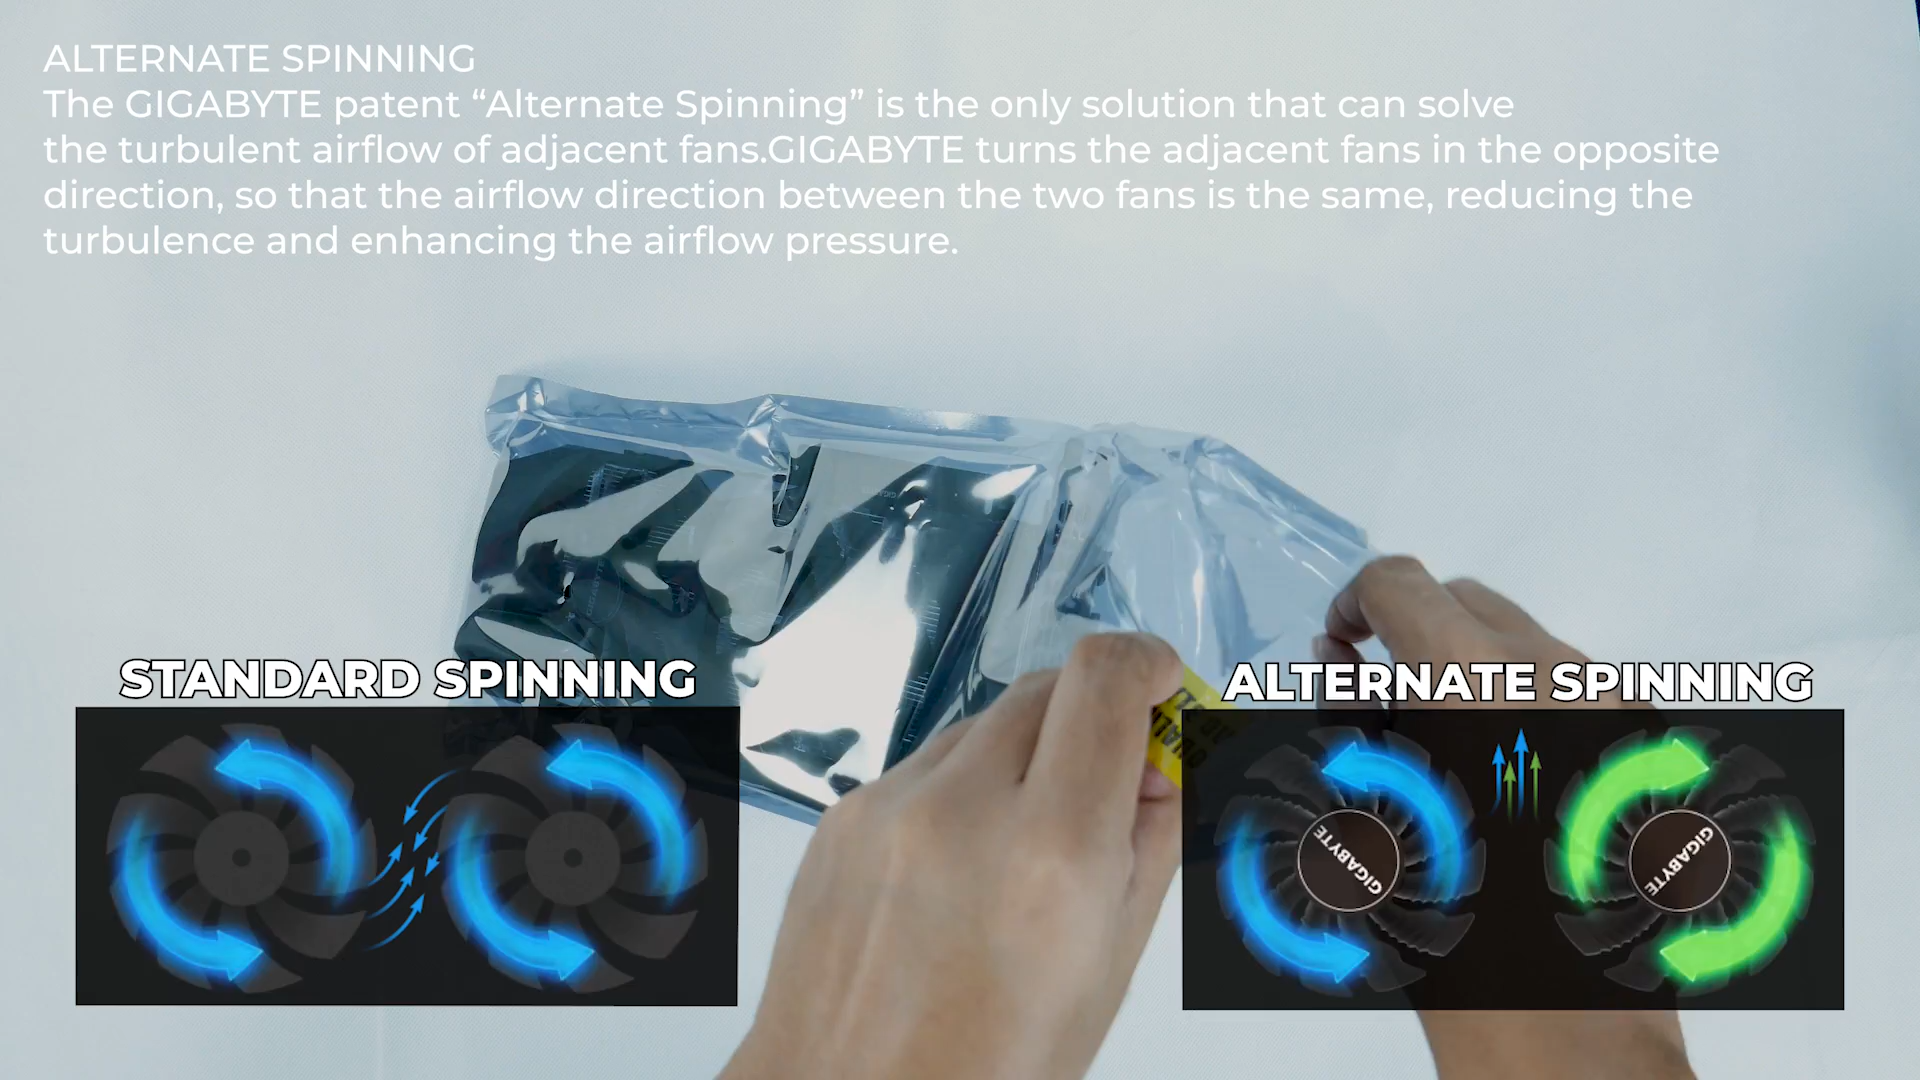 ALTERNATE SPINNING
The GIGABYTE patent “Alternate Spinning” is the only solution that can solve
the turbulent airflow of adjacent fans.GIGABYTE turns the adjacent fans in the opposite
direction, so that the airflow direction between the two fans is the same, reducing the
turbulence and enhancing the airflow pressure.
STANDARD SPINNING
ALTERNATE SPINNING
GIGABYTE
GIGABYTE